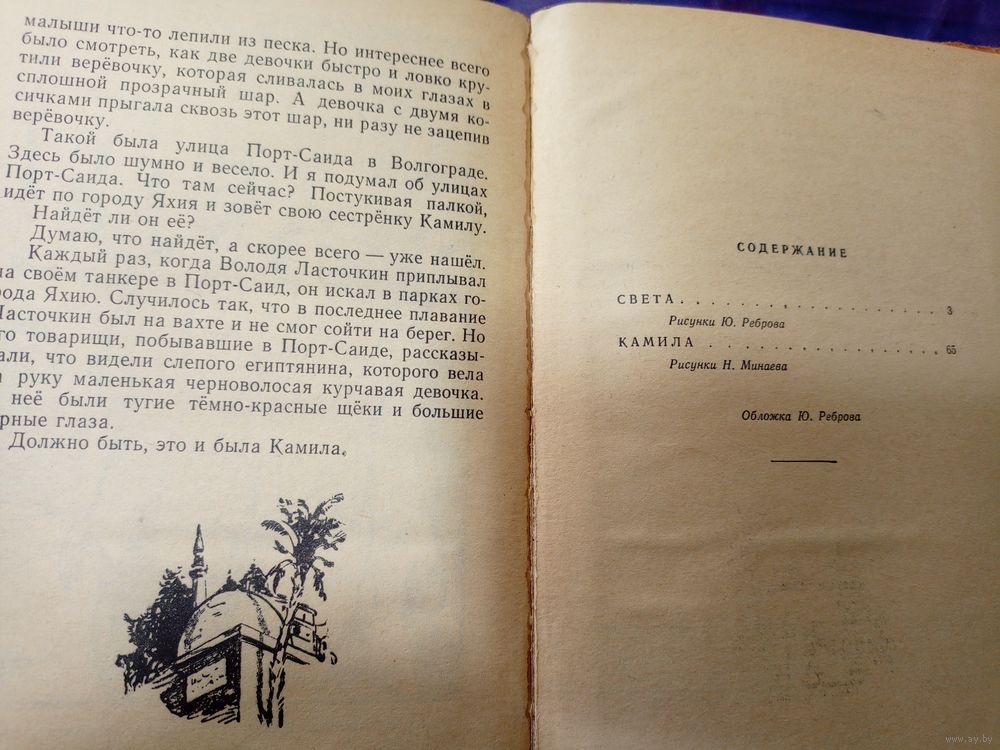 малыши что-то лепили из песка. Но интереснее всего
было смотреть, как две девочки быстро и ловко кру-
тили верёвочку, которая сливалась в моих глазах в
сплошной прозрачный шар. А девочка с двумя ко-
сичками прыгала сквозь этот шар, ни разу не зацепив
верёвочку.
Такой была улица Порт-Саида в Волгограде.
Здесь было шумно и весело. И я подумал об улицах
Порт-Саида. Что там сейчас? Постукивая палкой,
идёт по городу Яхия и зовёт свою сестрёнку Камилу.
Найдёт ли он её?
Думаю, что найдёт, а скорее всего — уже нашёл.
Каждый раз, когда Володя Ласточкин приплывал
на своём танкере в Порт-Саид, он искал в парках го-
рода Яхию. Случилось так, что в последнее плавание
Ласточкин был на вахте и не смог сойти на берег. Но
го товарищи, побывавшие в Порт-Саиде, рассказы-
али, что видели слепого египтянина, которого вела
а руку маленькая черноволосая курчавая девочка.
неё были тугие тёмно-красные щёки и большие
рные глаза.
Должно быть, это и была Камила.
СОДЕРЖАНИЕ
СВЕТА . . . . . . . . . . . . . . . . 3
Рисунки Ю. Реброва
КАМИЛА . . . . . . . . . . . . . . . . 65
Рисунки Н. Минаева
Обложка Ю. Реброва
www.ay.by